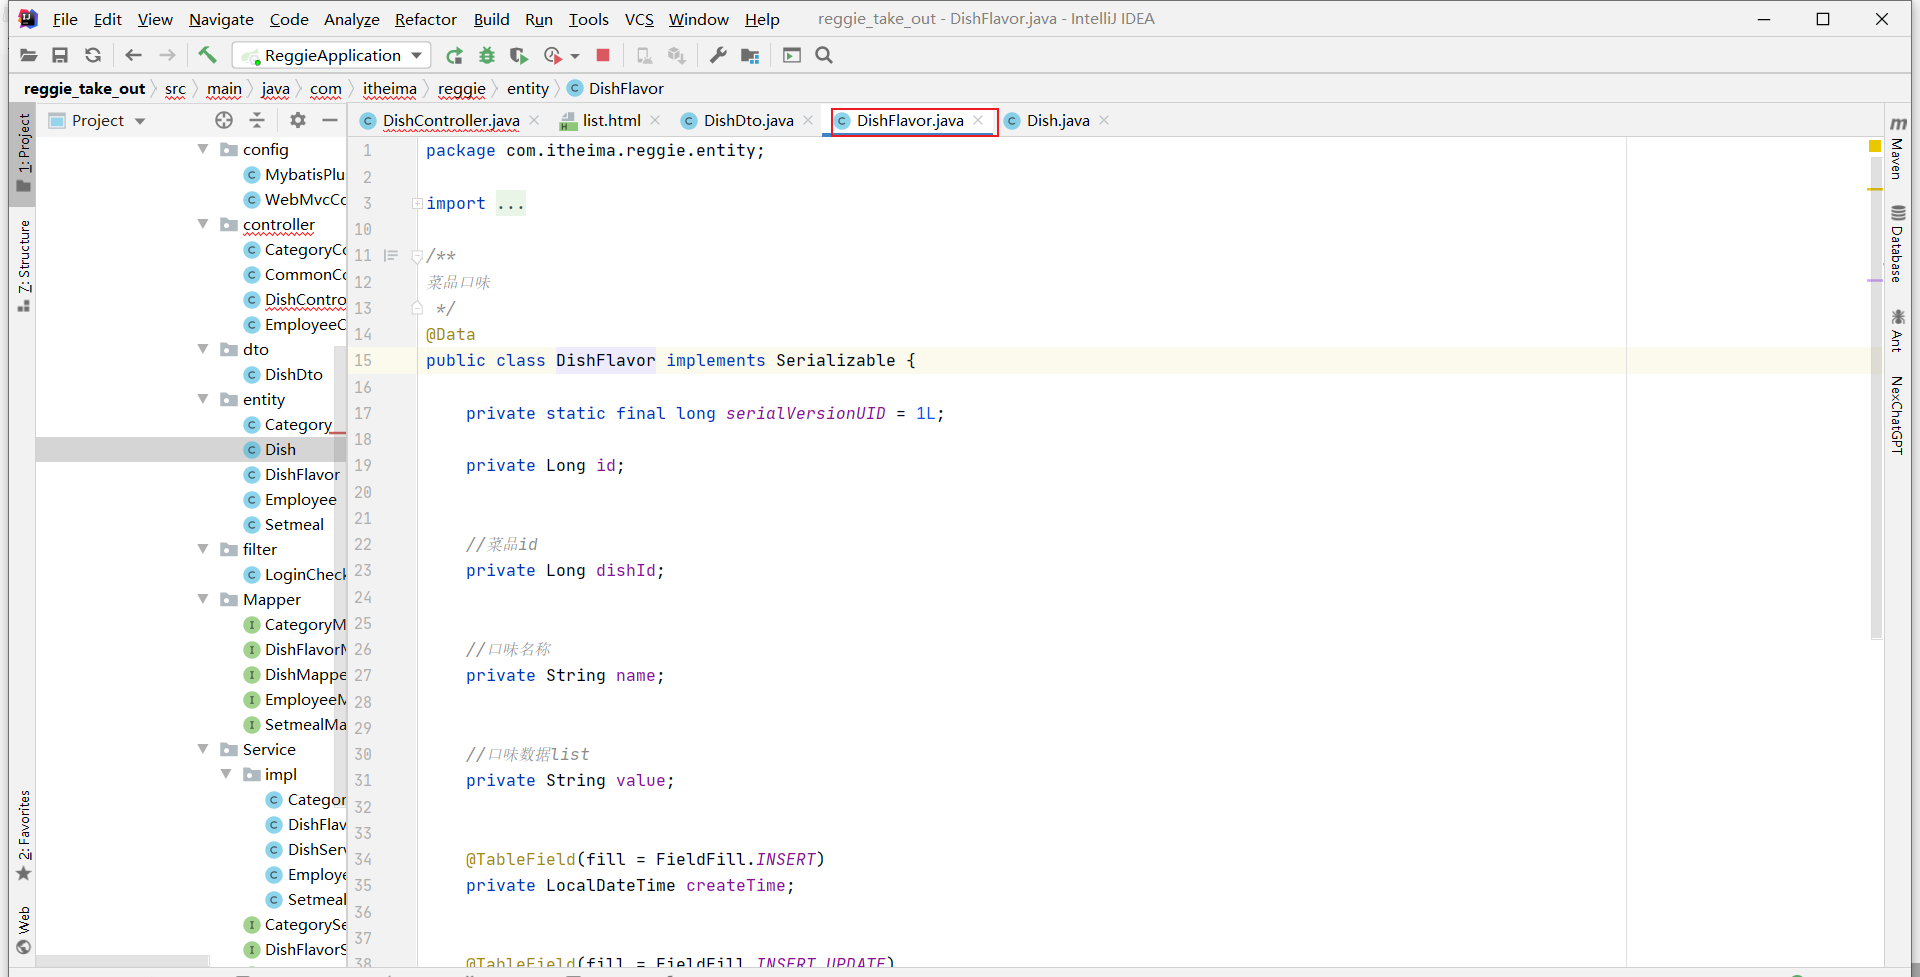 File Edit View Navigate Code Analyze Refactor Build Run Tools VCS Window Help reggie_take_out - DishFlavor.java - IntelliJ IDEA
ReggieApplication
reggie_take_out src main java com itheima reggie entity DishFlavor
Project
DishController.java list.html DishDto.java DishFlavor.java Dish.java
1: Project
7: Structure
2: Favorites
Web
config
MybatisPlu
WebMvcCo
controller
CategoryCo
CommonCo
DishContro
EmployeeC
dto
DishDto
entity
Category
Dish
DishFlavor
Employee
Setmeal
filter
LoginCheck
Mapper
CategoryM
DishFlavorM
DishMappe
EmployeeM
SetmealMa
Service
impl
Categor
DishFlav
DishServ
Employe
Setmeal
CategorySe
DishFlavorS
1 package com.itheima.reggie.entity;
2
3 import ...
10
11 /**
12 菜品口味
13 */
14 @Data
15 public class DishFlavor implements Serializable {
16
17 private static final long serialVersionUID = 1L;
18
19 private Long id;
20
21
22 //菜品id
23 private Long dishId;
24
25
26 //口味名称
27 private String name;
28
29
30 //口味数据list
31 private String value;
32
33
34 @TableField(fill = FieldFill.INSERT)
35 private LocalDateTime createTime;
36
37
38 @TableField(fill = FieldFill.INSERT_UPDATE)
Maven
Database
Ant
NexChatGPT